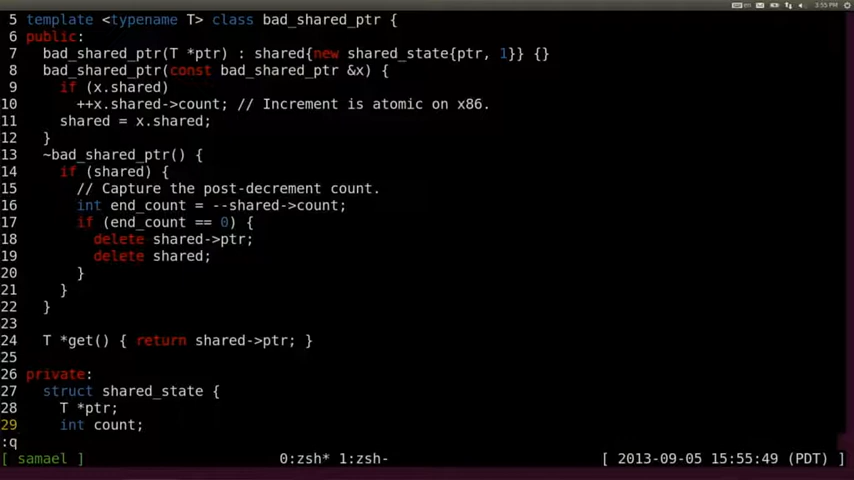 3:55 PM
5 template <typename T> class bad_shared_ptr {
6 public:
7   bad_shared_ptr(T *ptr) : shared{new shared_state{ptr, 1}} {}
8   bad_shared_ptr(const bad_shared_ptr &x) {
9     if (x.shared)
10       ++x.shared->count; // Increment is atomic on x86.
11     shared = x.shared;
12   }
13   ~bad_shared_ptr() {
14     if (shared) {
15       // Capture the post-decrement count.
16       int end_count = --shared->count;
17       if (end_count == 0) {
18         delete shared->ptr;
19         delete shared;
20       }
21     }
22   }
23
24   T *get() { return shared->ptr; }
25
26 private:
27   struct shared_state {
28     T *ptr;
29     int count;
:q
[ samael ] 0:zsh* 1:zsh- [ 2013-09-05 15:55:49 (PDT) ]